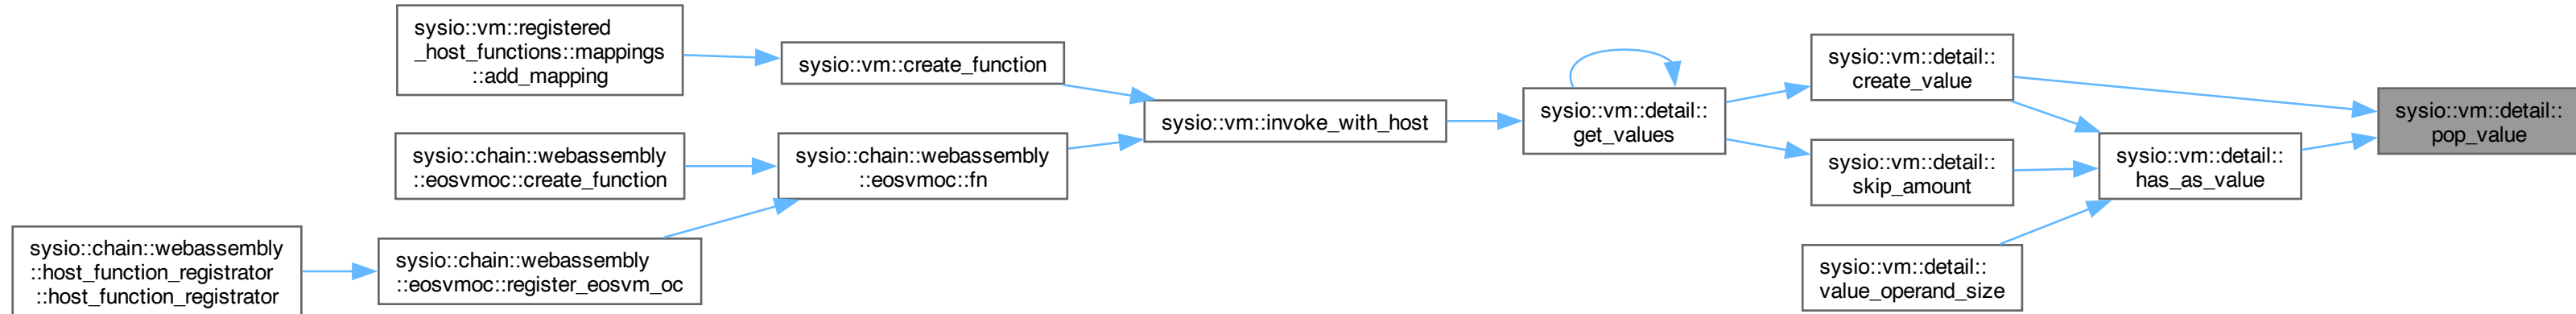 sysio::vm::registered
_host_functions::mappings
::add_mapping
sysio::vm::create_function
sysio::chain::webassembly
::eosvmoc::create_function
sysio::chain::webassembly
::eosvmoc::fn
sysio::chain::webassembly
::host_function_registrator
::host_function_registrator
sysio::chain::webassembly
::eosvmoc::register_eosvm_oc
sysio::vm::invoke_with_host
sysio::vm::detail::
get_values
sysio::vm::detail::
create_value
sysio::vm::detail::
skip_amount
sysio::vm::detail::
value_operand_size
sysio::vm::detail::
has_as_value
sysio::vm::detail::
pop_value